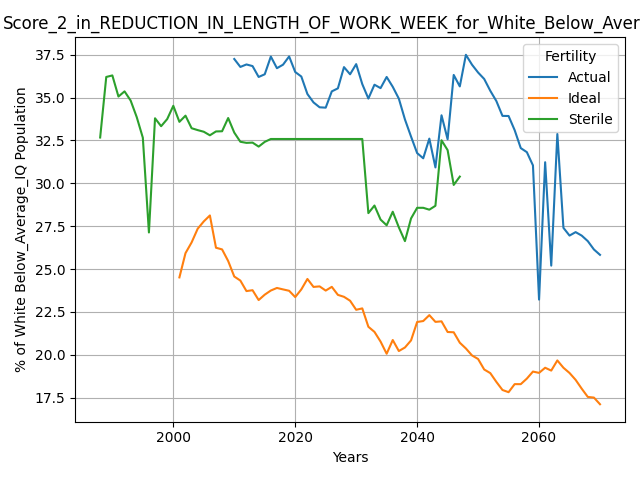 Score_2_in_REDUCTION_IN_LENGTH_OF_WORK_WEEK_for_White_Below_Aver
% of White Below_Average_IQ Population
37.5
35.0
32.5
30.0
27.5
25.0
22.5
20.0
17.5
Fertility
Actual
Ideal
Sterile
2000
2020
2040
2060
Years